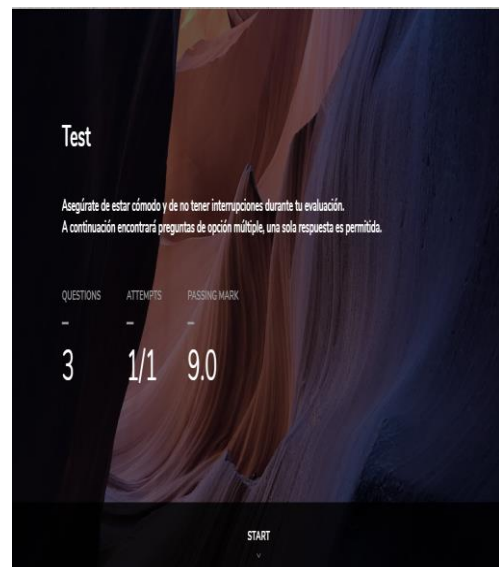 Test
Asegúrate de estar cómodo y de no tener interrupciones durante tu evaluación.
A continuación encontrará preguntas de opción múltiple, una sola respuesta es permitida.
QUESTIONS ATTEMPTS PASSING MARK
– – –
3 1/1 9.0
START